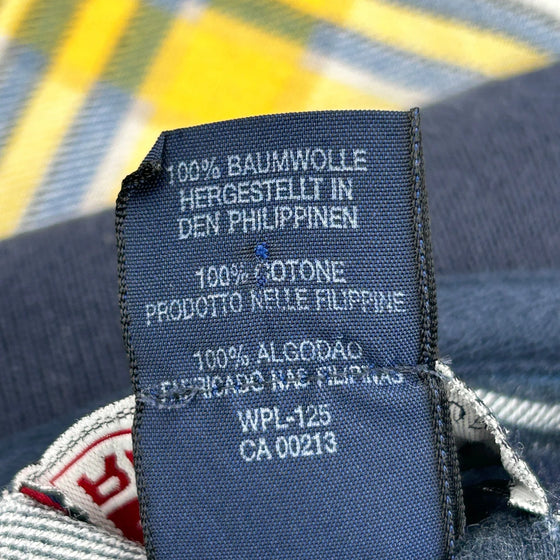 100% BAUMWOLLE
HERGESTELLT IN
DEN PHILIPPINEN
100% COTONE
PRODOTTO NELLE FILIPPINE
100% ALGODAO
FABRICADO NAS FILIPINAS
WPL-125
CA 00213